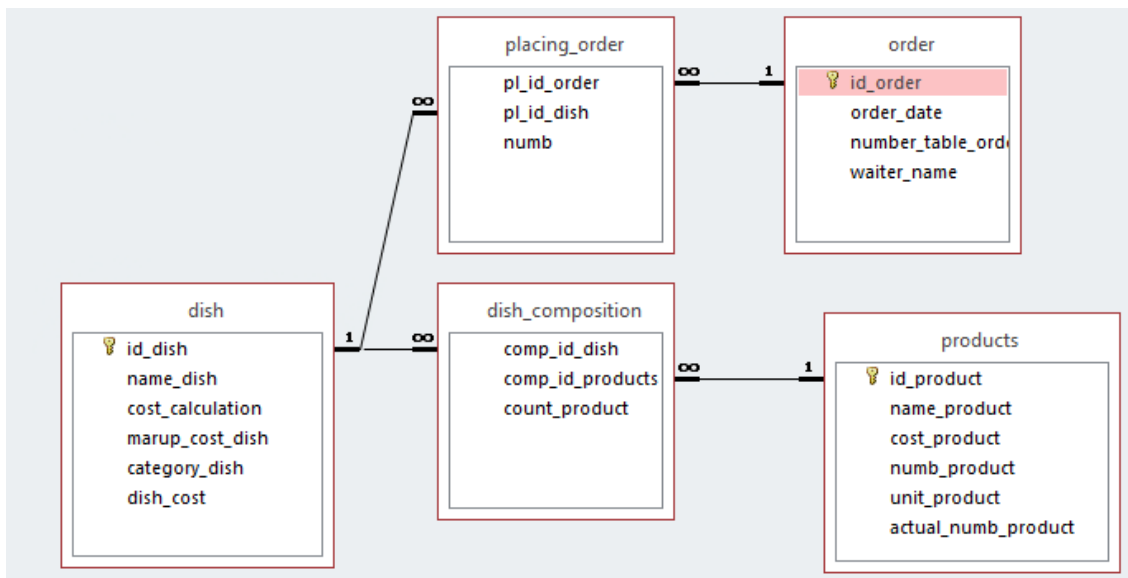 placing_order
pl_id_order
pl_id_dish
numb
order
id_order
order_date
number_table_orde
waiter_name
∞
1
∞
dish
id_dish
name_dish
cost_calculation
marup_cost_dish
category_dish
dish_cost
1
∞
dish_composition
comp_id_dish
comp_id_products
count_product
∞
1
products
id_product
name_product
cost_product
numb_product
unit_product
actual_numb_product